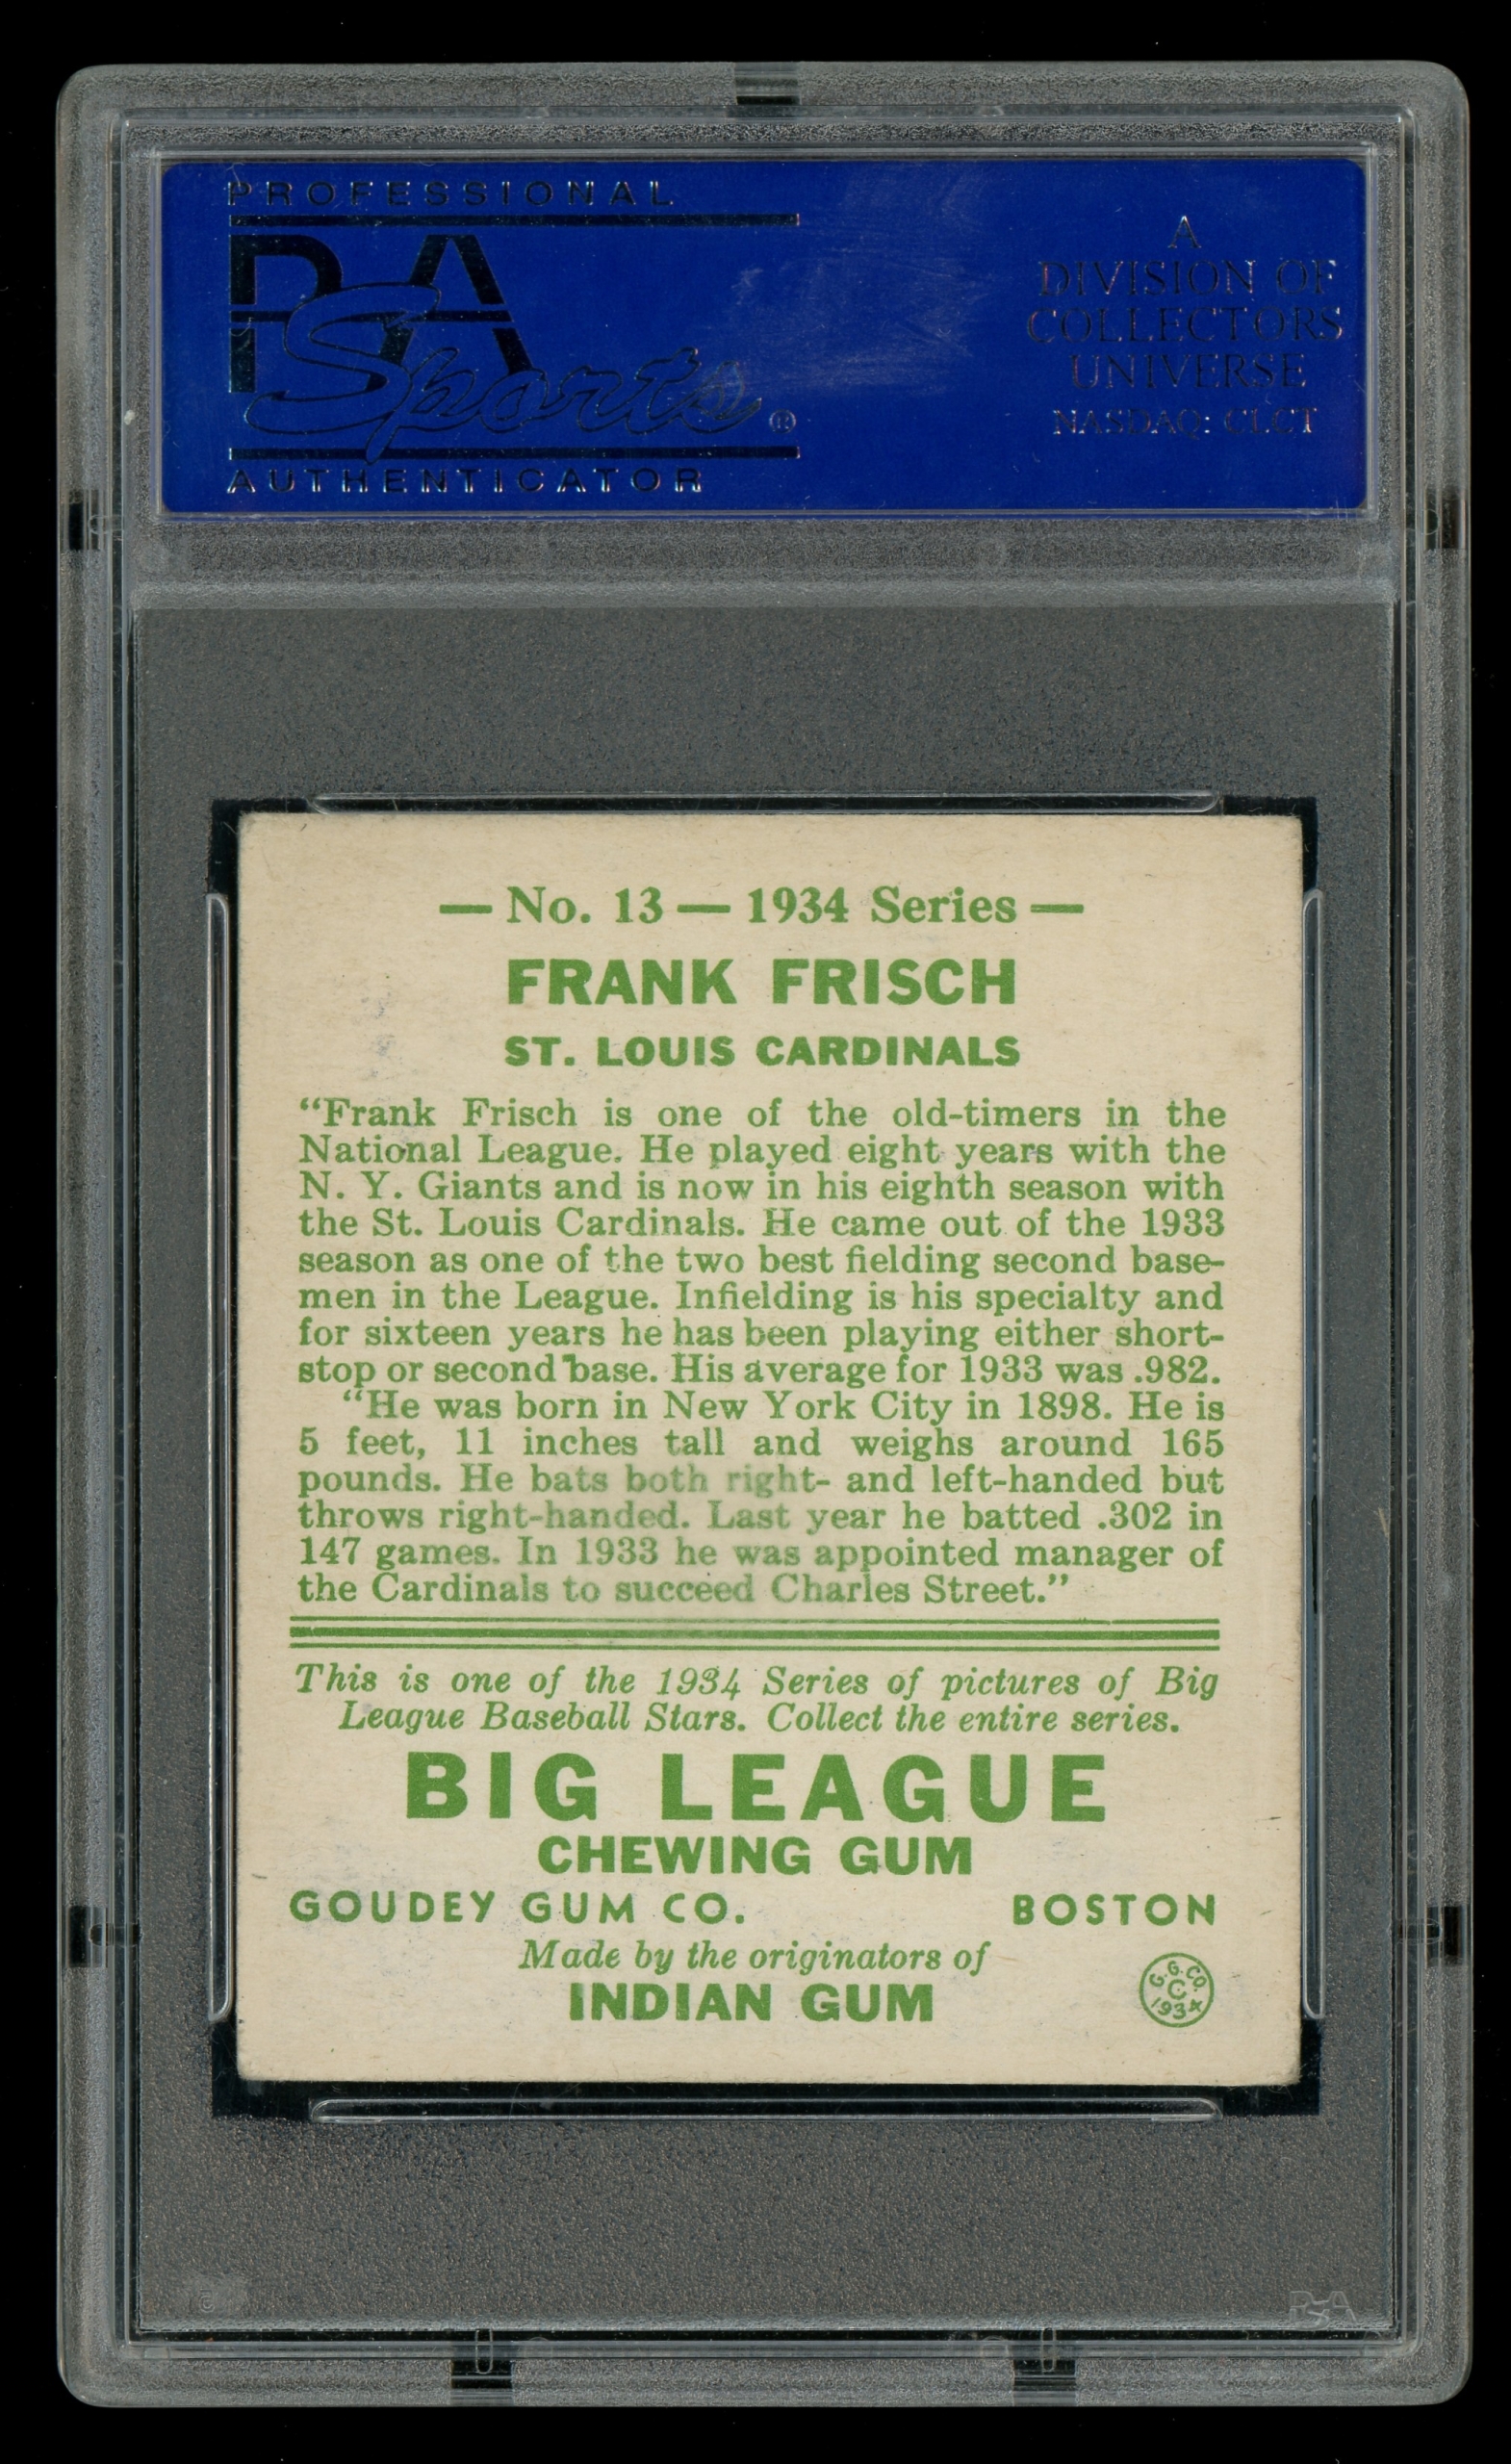 PROFESSIONAL
PSA
Sports®
AUTHENTICATOR
A
DIVISION OF
COLLECTORS
UNIVERSE
NASDAQ: CLCT
— No. 13 — 1934 Series —
FRANK FRISCH
ST. LOUIS CARDINALS
“Frank Frisch is one of the old-timers in the
National League. He played eight years with the
N. Y. Giants and is now in his eighth season with
the St. Louis Cardinals. He came out of the 1933
season as one of the two best fielding second base-
men in the League. Infielding is his specialty and
for sixteen years he has been playing either short-
stop or second base. His average for 1933 was .982.
“He was born in New York City in 1898. He is
5 feet, 11 inches tall and weighs around 165
pounds. He bats both right- and left-handed but
throws right-handed. Last year he batted .302 in
147 games. In 1933 he was appointed manager of
the Cardinals to succeed Charles Street.”
This is one of the 1934 Series of pictures of Big
League Baseball Stars. Collect the entire series.
BIG LEAGUE
CHEWING GUM
GOUDEY GUM CO. BOSTON
Made by the originators of
INDIAN GUM
G.G.CO.
C
1934
©
PSA